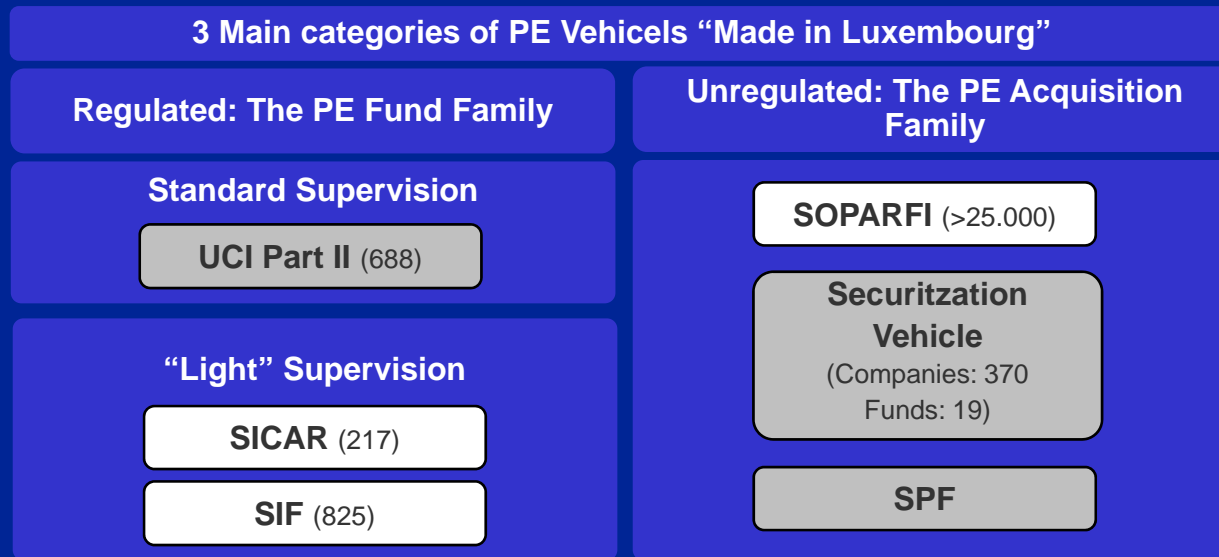 3 Main categories of PE Vehicels “Made in Luxembourg”
Regulated: The PE Fund Family
Standard Supervision
UCI Part II (688)
“Light” Supervision
SICAR (217)
SIF (825)
Unregulated: The PE Acquisition
Family
SOPARFI (>25.000)
Securitzation
Vehicle
(Companies: 370
Funds: 19)
SPF